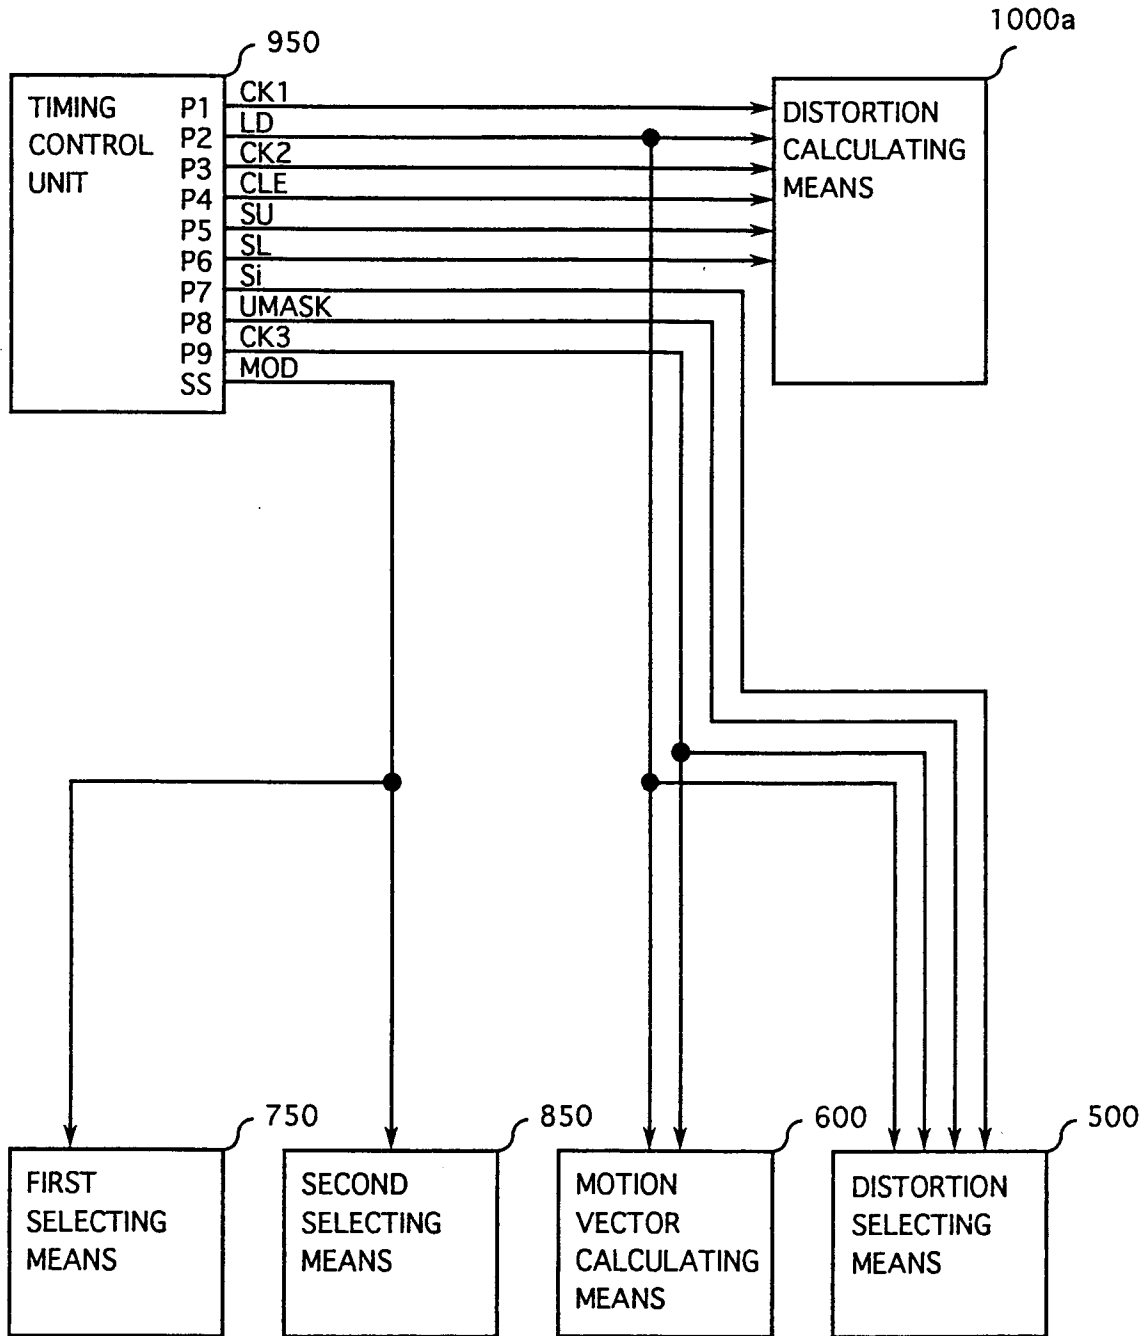 950
1000a
TIMING
CONTROL
UNIT
P1 CK1
P2 LD
P3 CK2
P4 CLE
P5 SU
P6 SL
P7 Si
P8 UMASK
P9 CK3
SS MOD
DISTORTION
CALCULATING
MEANS
750
FIRST
SELECTING
MEANS
850
SECOND
SELECTING
MEANS
600
MOTION
VECTOR
CALCULATING
MEANS
500
DISTORTION
SELECTING
MEANS